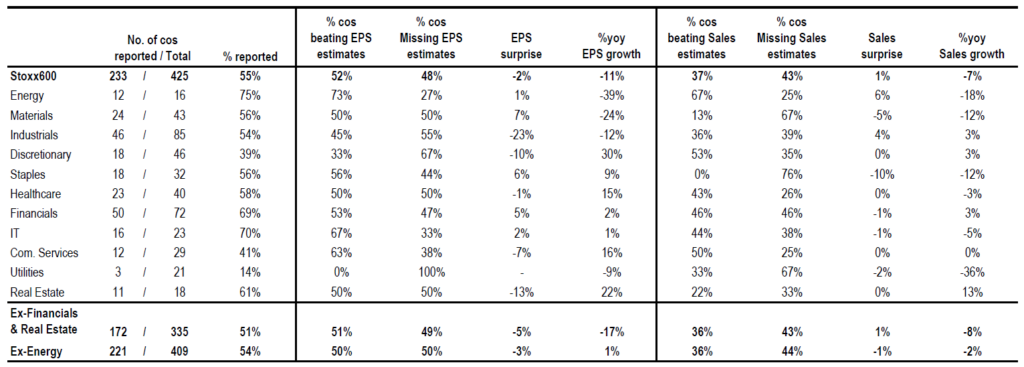 No. of cos reported / Total % reported % cos beating EPS estimates % cos Missing EPS estimates EPS surprise %yoy EPS growth % cos beating Sales estimates % cos Missing Sales estimates Sales surprise %yoy Sales growth
Stoxx600 233 / 425 55% 52% 48% -2% -11% 37% 43% 1% -7%
Energy 12 / 16 75% 73% 27% 1% -39% 67% 25% 6% -18%
Materials 24 / 43 56% 50% 50% 7% -24% 13% 67% -5% -12%
Industrials 46 / 85 54% 45% 55% -23% -12% 36% 39% 4% 3%
Discretionary 18 / 46 39% 33% 67% -10% 30% 53% 35% 0% 3%
Staples 18 / 32 56% 56% 44% 6% 9% 0% 76% -10% -12%
Healthcare 23 / 40 58% 50% 50% -1% 15% 43% 26% 0% -3%
Financials 50 / 72 69% 53% 47% 5% 2% 46% 46% -1% 3%
IT 16 / 23 70% 67% 33% 2% 1% 44% 38% -1% -5%
Com. Services 12 / 29 41% 63% 38% -7% 16% 50% 25% 0% 0%
Utilities 3 / 21 14% 0% 100% - -9% 33% 67% -2% -36%
Real Estate 11 / 18 61% 50% 50% -13% 22% 22% 33% 0% 13%
Ex-Financials
& Real Estate 172 / 335 51% 51% 49% -5% -17% 36% 43% 1% -8%
Ex-Energy 221 / 409 54% 50% 50% -3% 1% 36% 44% -1% -2%